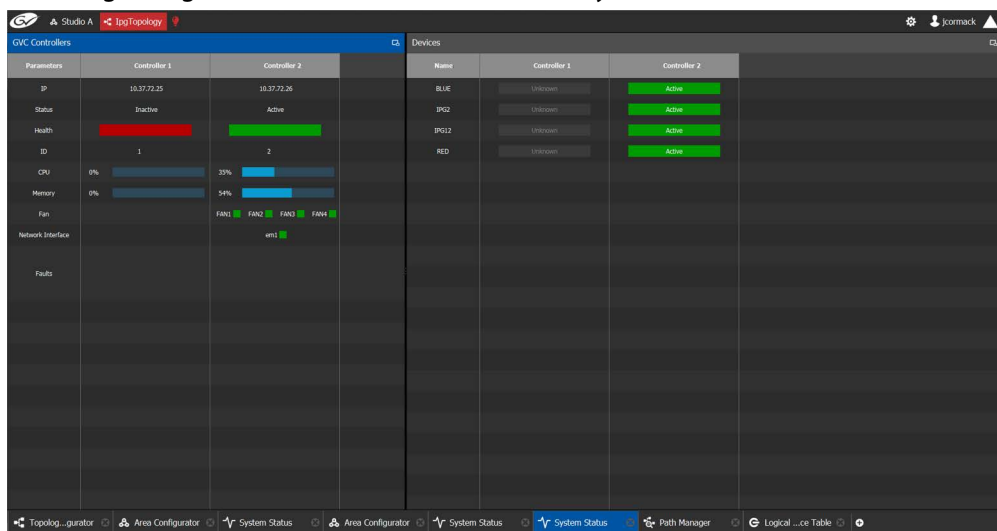 GV Studio A IpgTopology jcormack
GVC Controllers
Parameters Controller 1 Controller 2
IP 10.37.72.25 10.37.72.26
Status Inactive Active
Health
ID 1 2
CPU 0% 35%
Memory 0% 54%
Fan FAN1 FAN2 FAN3 FAN4
Network Interface em1
Faults
Devices
Name Controller 1 Controller 2
BLUE Unknown Active
IPG2 Unknown Active
IPG12 Unknown Active
RED Unknown Active
Topolog...gurator Area Configurator System Status Area Configurator System Status System Status Path Manager Logical ...ce Table